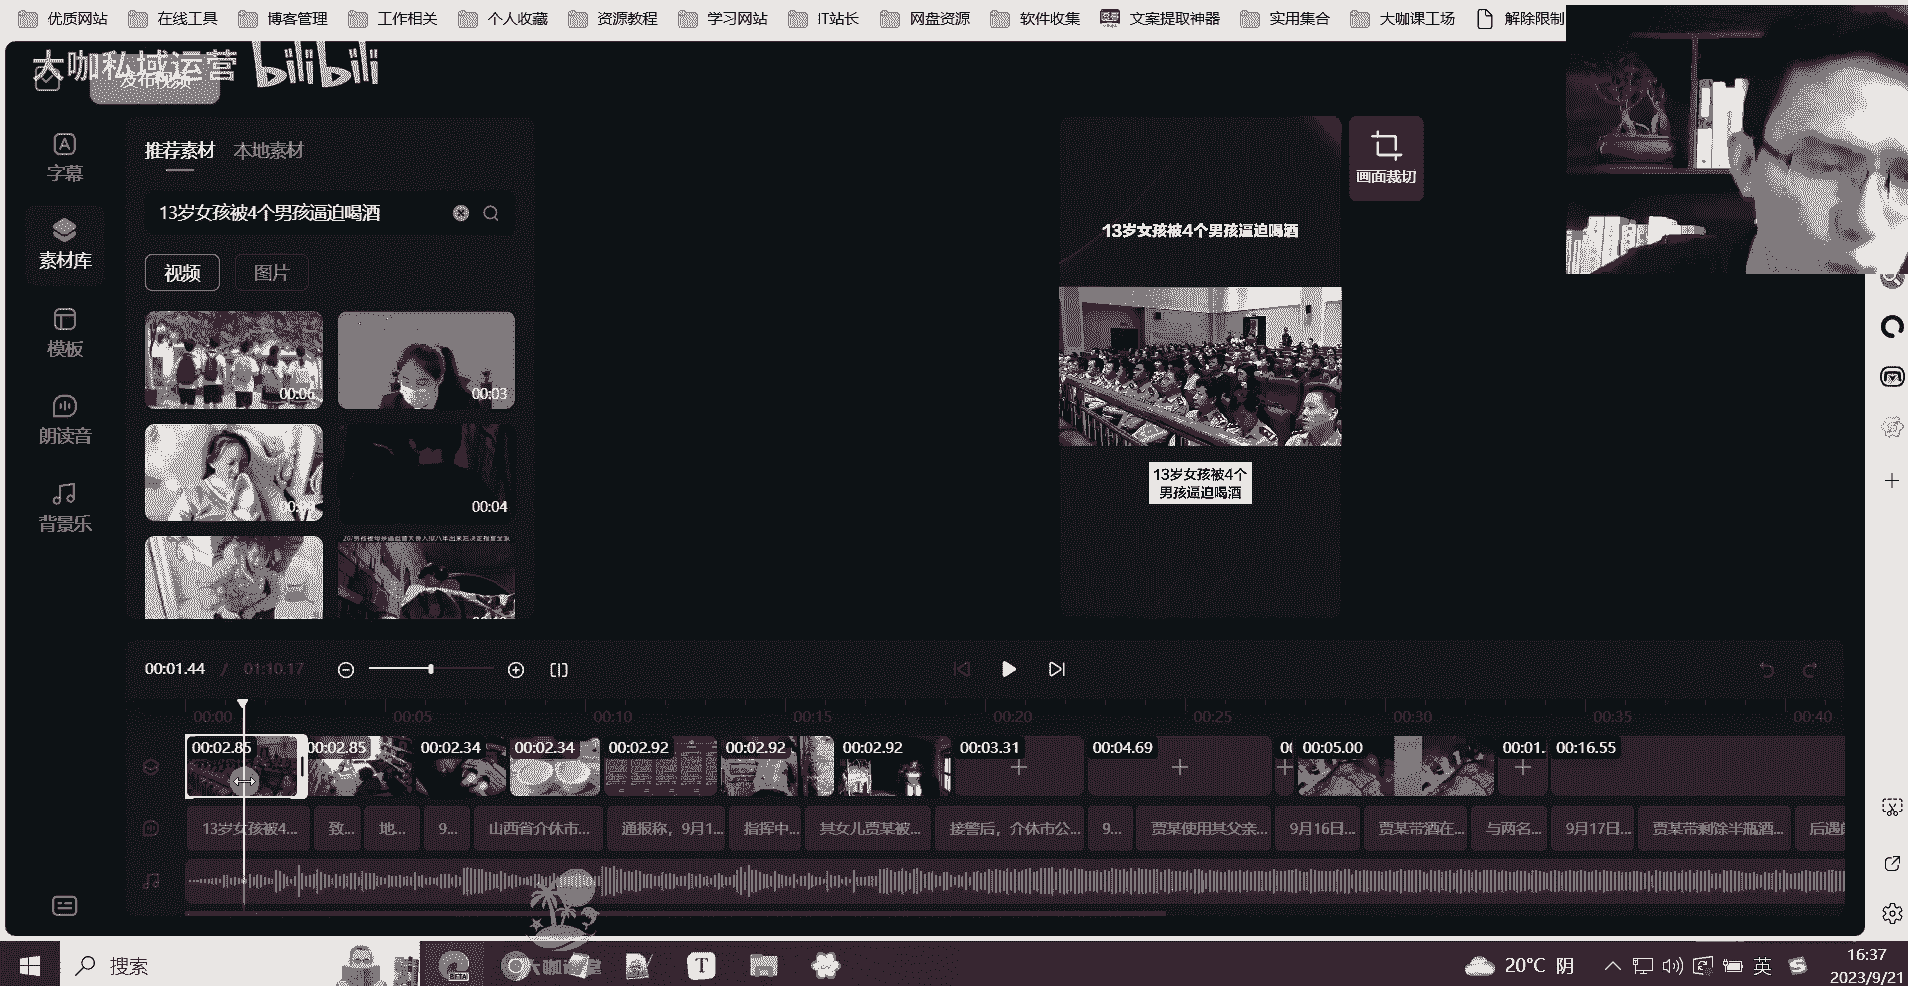 优质网站
在线工具
博客管理
工作相关
个人收藏
资源教程
学习网站
IT站长
网盘资源
软件收集
文案提取神器
实用集合
大咖课工场
解除限制
大咖私域运营 bilibili
发布视频
字幕
素材库
模板
朗读音
背景乐
推荐素材 本地素材
13岁女孩被4个男孩逼迫喝酒
视频 图片
00:06
00:03
00:04
画面裁切
13岁女孩被4个男孩逼迫喝酒
13岁女孩被4个
男孩逼迫喝酒
00:01.44 / 01:10.17
00:00 00:05 00:10 00:15 00:20 00:25 00:30 00:35 00:40
00:02.85 00:02.85 00:02.34 00:02.34 00:02.92 00:02.92 00:02.92 00:03.31 00:04.69 00:05.00 00:01. 00:16.55
13岁女孩被4... 致... 地... 9... 山西省介休市... 通报称，9月1... 指挥中... 其女儿贾某被... 接警后，介休市公... 9... 贾某使用其父亲... 9月16日... 贾某带酒在... 与两名... 9月17日... 贾某带剩除半瓶酒... 后遇
搜索
BETA
大咖课堂
T
20°C 阴
英
16:37
2023/9/21